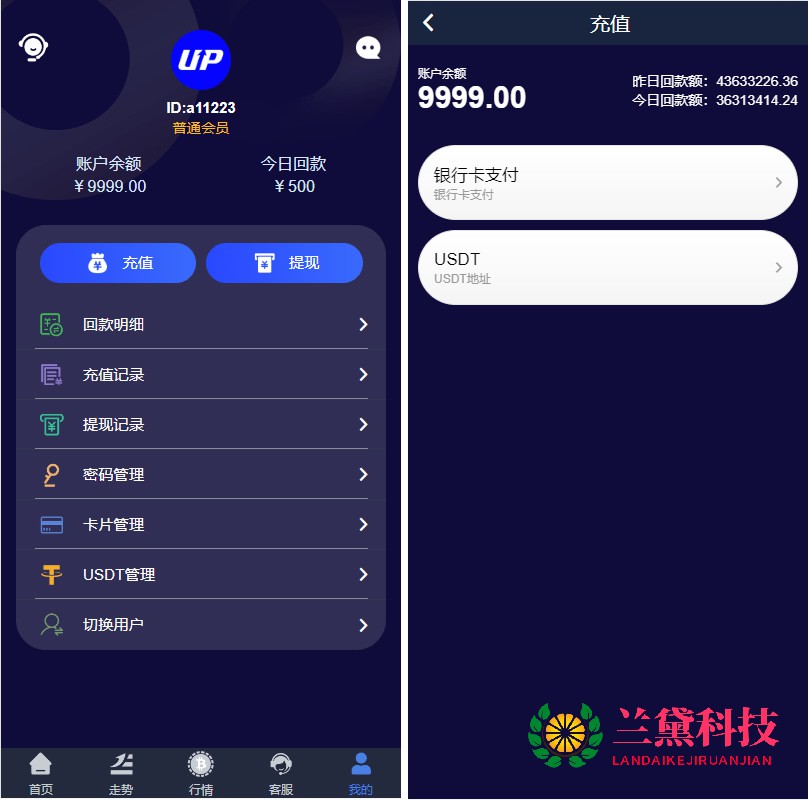 UP
ID:a11223
普通会员
账户余额
¥ 9999.00
今日回款
¥ 500
充值
提现
回款明细
充值记录
提现记录
密码管理
卡片管理
USDT管理
切换用户
首页
走势
行情
客服
我的
充值
账户余额
9999.00
昨日回款额：43633226.36
今日回款额：36313414.24
银行卡支付
银行卡支付
USDT
USDT地址
兰黛科技
LANDAIKEJIRUANJIAN